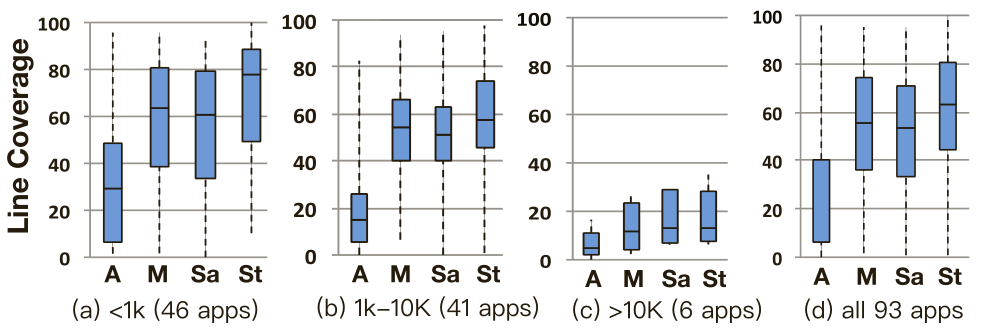 Line Coverage
100
80
60
40
20
0
A M Sa St
(a) <1k (46 apps)
100
80
60
40
20
0
A M Sa St
(b) 1k–10K (41 apps)
100
80
60
40
20
0
A M Sa St
(c) >10K (6 apps)
100
80
60
40
20
0
A M Sa St
(d) all 93 apps